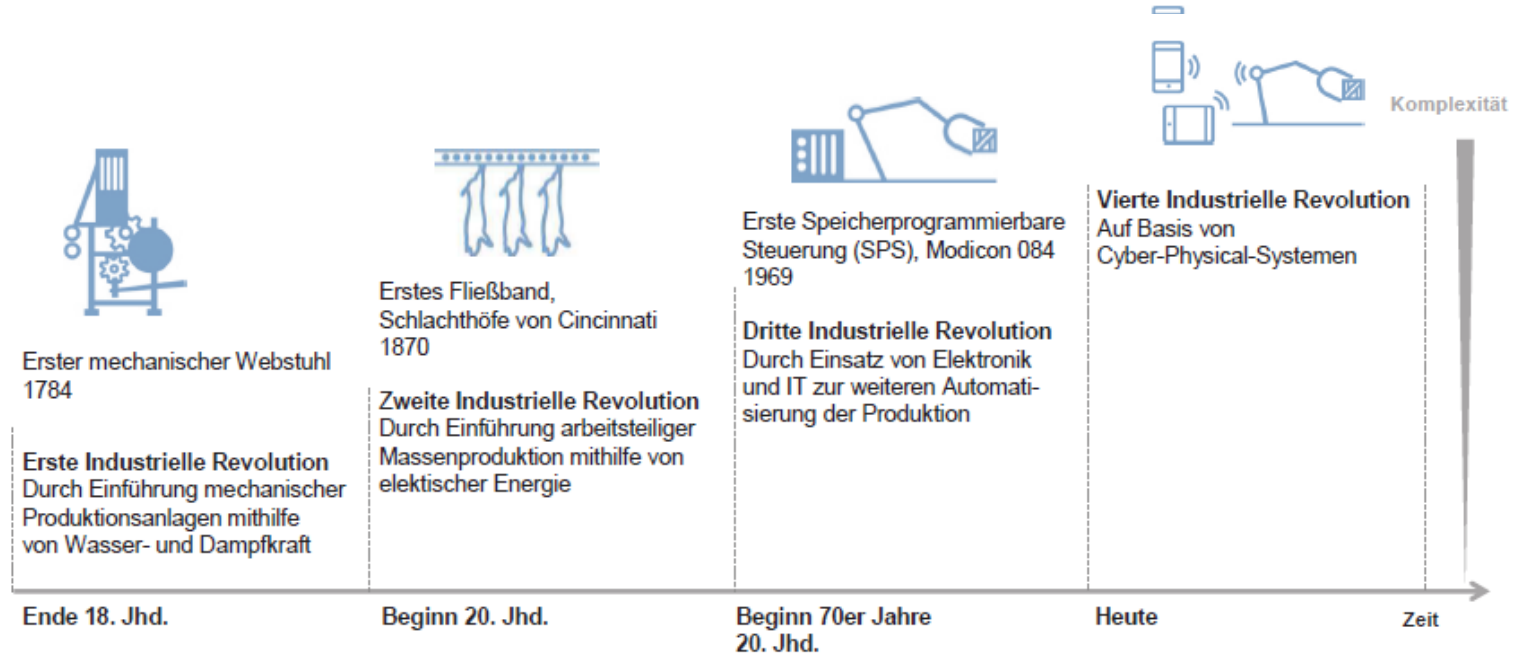 Erster mechanischer Webstuhl
1784
Erste Industrielle Revolution
Durch Einführung mechanischer
Produktionsanlagen mithilfe
von Wasser- und Dampfkraft
Ende 18. Jhd.
Erstes Fließband,
Schlachthöfe von Cincinnati
1870
Zweite Industrielle Revolution
Durch Einführung arbeitsteiliger
Massenproduktion mithilfe von
elektischer Energie
Beginn 20. Jhd.
Erste Speicherprogrammierbare
Steuerung (SPS), Modicon 084
1969
Dritte Industrielle Revolution
Durch Einsatz von Elektronik
und IT zur weiteren Automati-
sierung der Produktion
Beginn 70er Jahre
20. Jhd.
Vierte Industrielle Revolution
Auf Basis von
Cyber-Physical-Systemen
Heute
Komplexität
Zeit